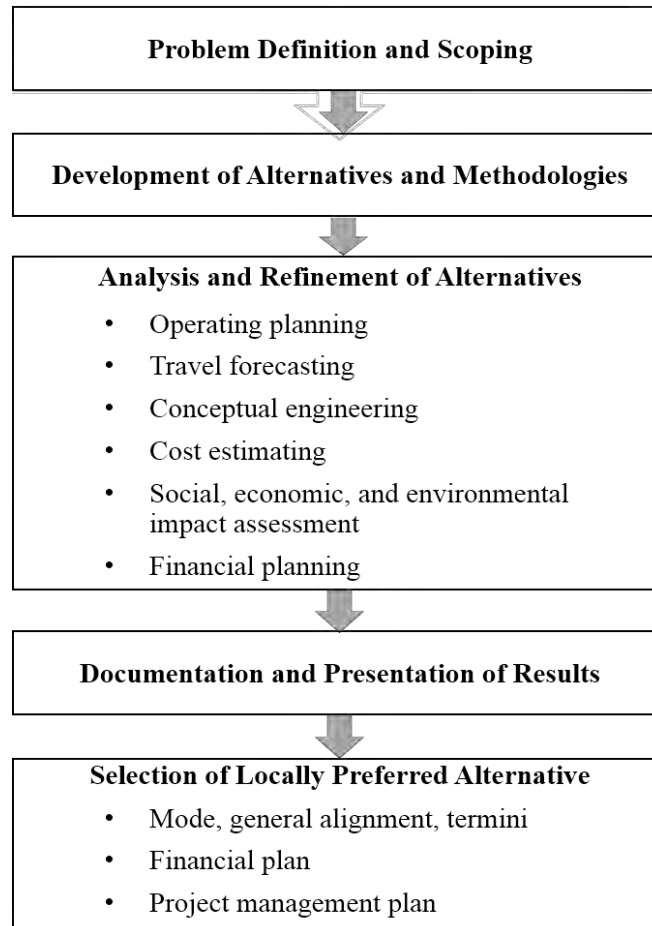 Problem Definition and Scoping
Development of Alternatives and Methodologies
Analysis and Refinement of Alternatives
• Operating planning
• Travel forecasting
• Conceptual engineering
• Cost estimating
• Social, economic, and environmental
impact assessment
• Financial planning
Documentation and Presentation of Results
Selection of Locally Preferred Alternative
• Mode, general alignment, termini
• Financial plan
• Project management plan